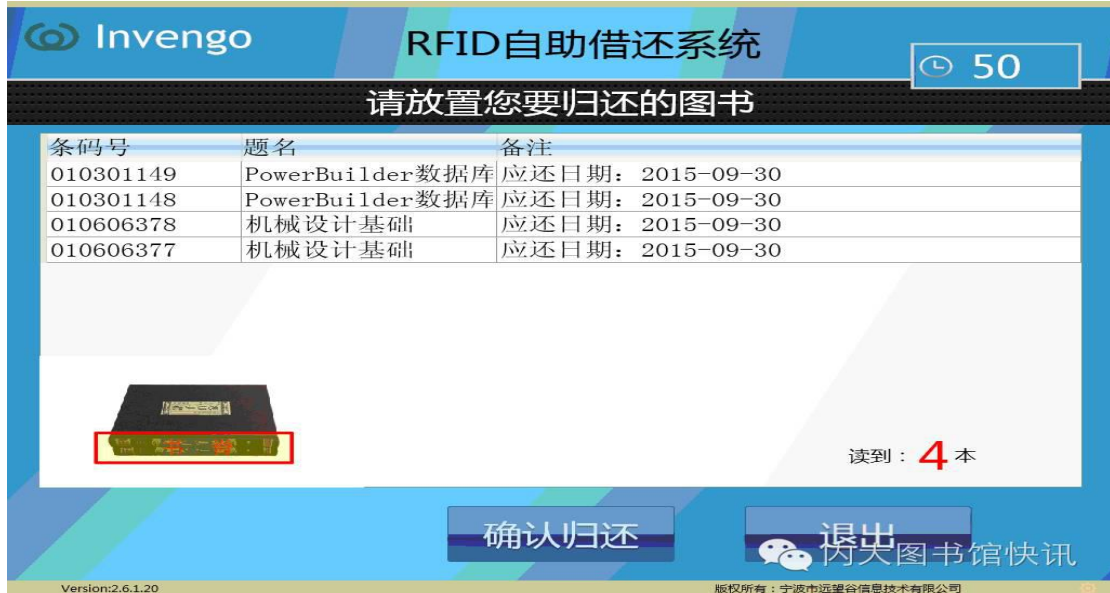 Invengo
RFID自助借还系统
50
请放置您要归还的图书
条码号 题名 备注
010301149 PowerBuilder数据库 应还日期: 2015-09-30
010301148 PowerBuilder数据库 应还日期: 2015-09-30
010606378 机械设计基础 应还日期: 2015-09-30
010606377 机械设计基础 应还日期: 2015-09-30
读到:4本
确认归还
退出
内大图书馆快讯
Version:2.6.1.20
版权所有:宁波市远望谷信息技术有限公司